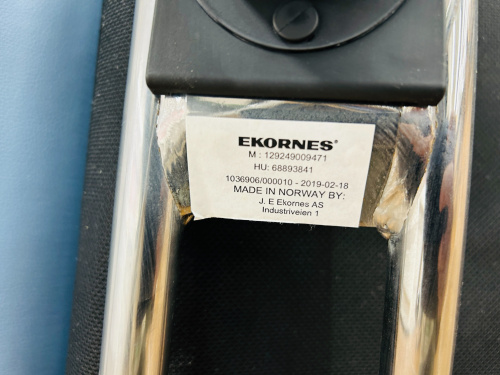 EKORNES®
M : 129249009471
HU: 68893841
1036906/000010 - 2019-02-18
MADE IN NORWAY BY:
J. E Ekornes AS
Industriveien 1